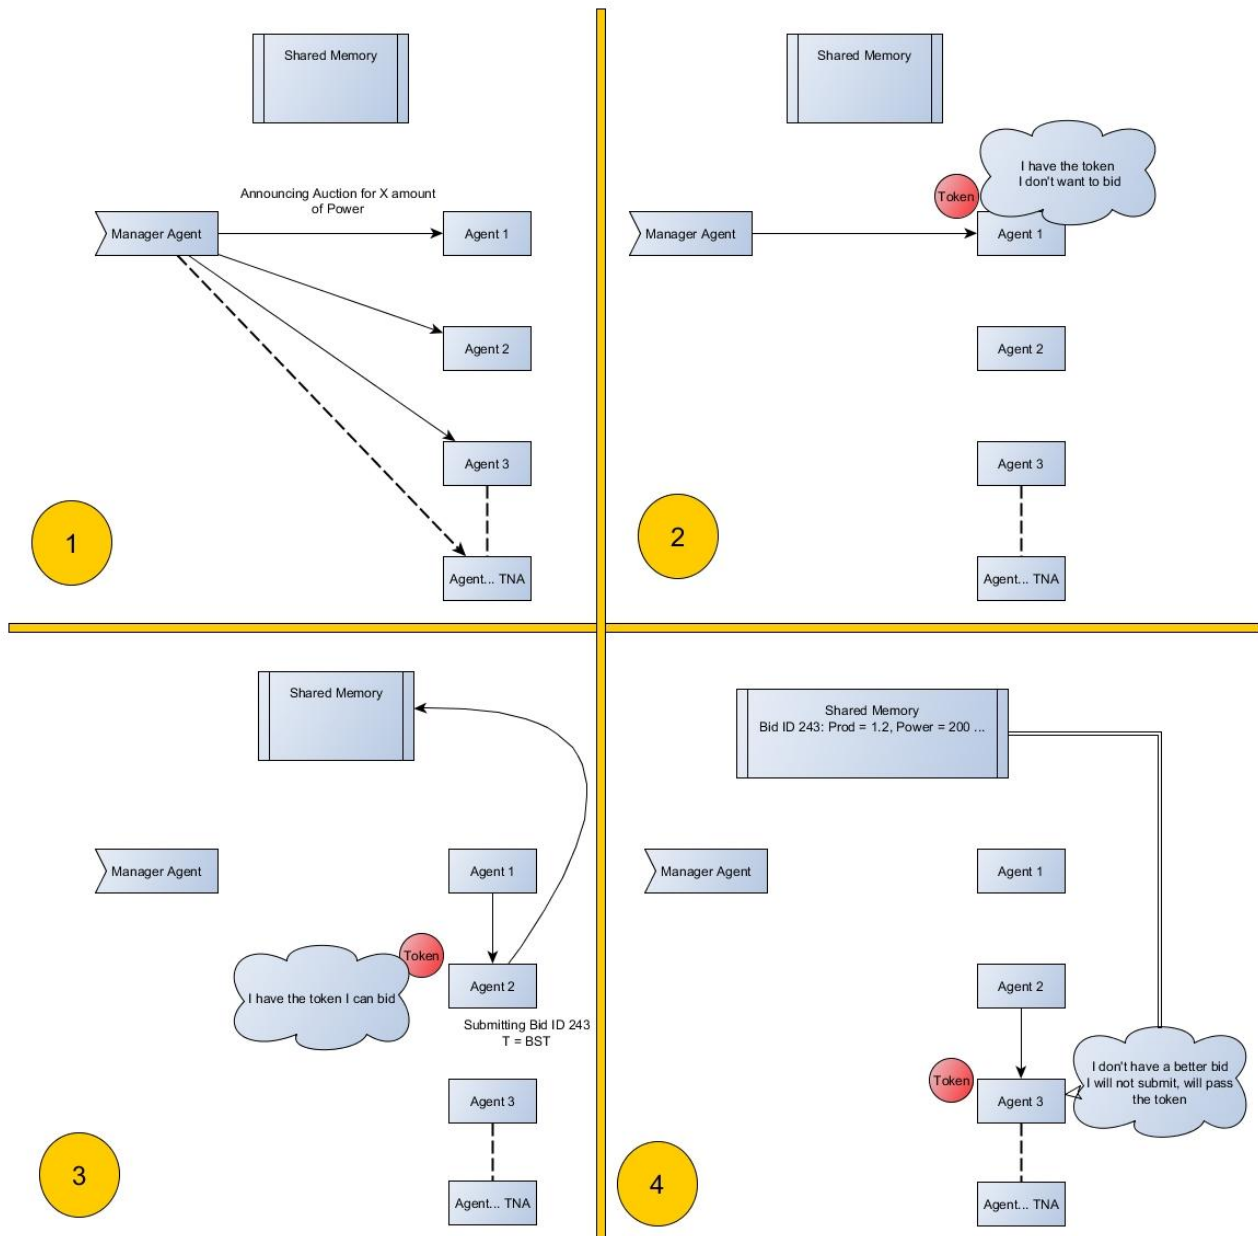 Shared Memory
Announcing Auction for X amount
of Power
Manager Agent
Agent 1
Agent 2
Agent 3
Agent... TNA
1
Shared Memory
I have the token
I don't want to bid
Token
Manager Agent
Agent 1
Agent 2
Agent 3
Agent... TNA
2
Shared Memory
Manager Agent
Agent 1
Token
I have the token I can bid
Agent 2
Submitting Bid ID 243
T = BST
Agent 3
Agent... TNA
3
Shared Memory
Bid ID 243: Prod = 1.2, Power = 200 ...
Manager Agent
Agent 1
Agent 2
Token
Agent 3
I don't have a better bid
I will not submit, will pass
the token
Agent... TNA
4